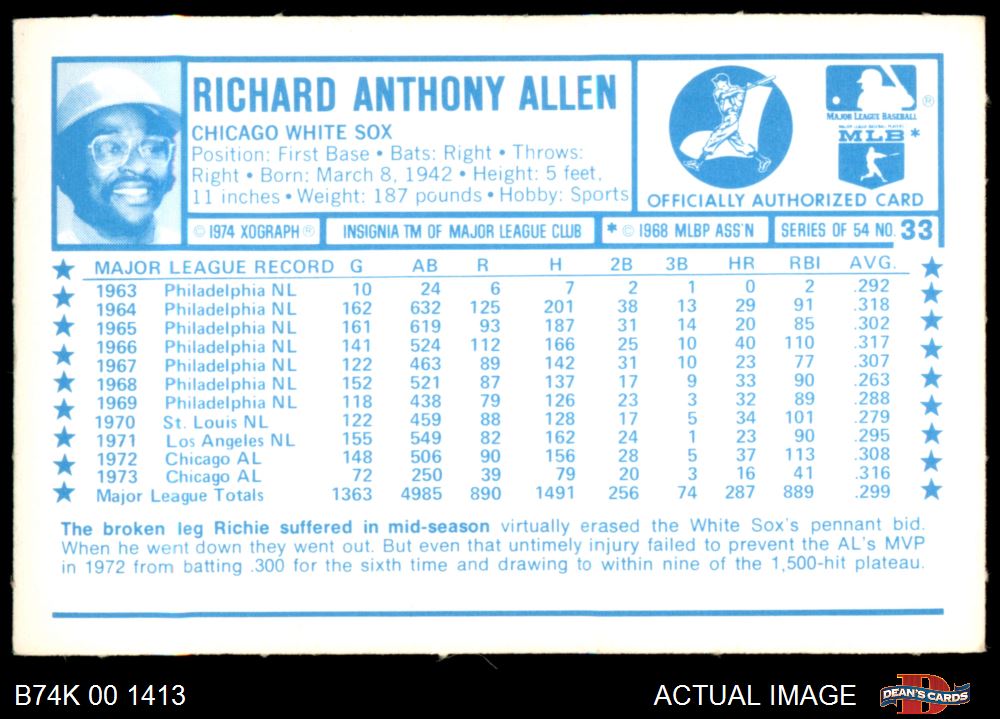 RICHARD ANTHONY ALLEN
CHICAGO WHITE SOX
Position: First Base • Bats: Right • Throws:
Right • Born: March 8, 1942 • Height: 5 feet,
11 inches • Weight: 187 pounds • Hobby: Sports
®
MAJOR LEAGUE BASEBALL
MLB *
OFFICIALLY AUTHORIZED CARD
© 1974 XOGRAPH ® INSIGNIA TM OF MAJOR LEAGUE CLUB * © 1968 MLBP ASS'N SERIES OF 54 NO. 33
MAJOR LEAGUE RECORD G AB R H 2B 3B HR RBI AVG.
1963 Philadelphia NL 10 24 6 7 2 1 0 2 .292
1964 Philadelphia NL 162 632 125 201 38 13 29 91 .318
1965 Philadelphia NL 161 619 93 187 31 14 20 85 .302
1966 Philadelphia NL 141 524 112 166 25 10 40 110 .317
1967 Philadelphia NL 122 463 89 142 31 10 23 77 .307
1968 Philadelphia NL 152 521 87 137 17 9 33 90 .263
1969 Philadelphia NL 118 438 79 126 23 3 32 89 .288
1970 St. Louis NL 122 459 88 128 17 5 34 101 .279
1971 Los Angeles NL 155 549 82 162 24 1 23 90 .295
1972 Chicago AL 148 506 90 156 28 5 37 113 .308
1973 Chicago AL 72 250 39 79 20 3 16 41 .316
Major League Totals 1363 4985 890 1491 256 74 287 889 .299
The broken leg Richie suffered in mid-season virtually erased the White Sox's pennant bid.
When he went down they went out. But even that untimely injury failed to prevent the AL's MVP
in 1972 from batting .300 for the sixth time and drawing to within nine of the 1,500-hit plateau.
B74K 00 1413
ACTUAL IMAGE
DEAN'S CARDS